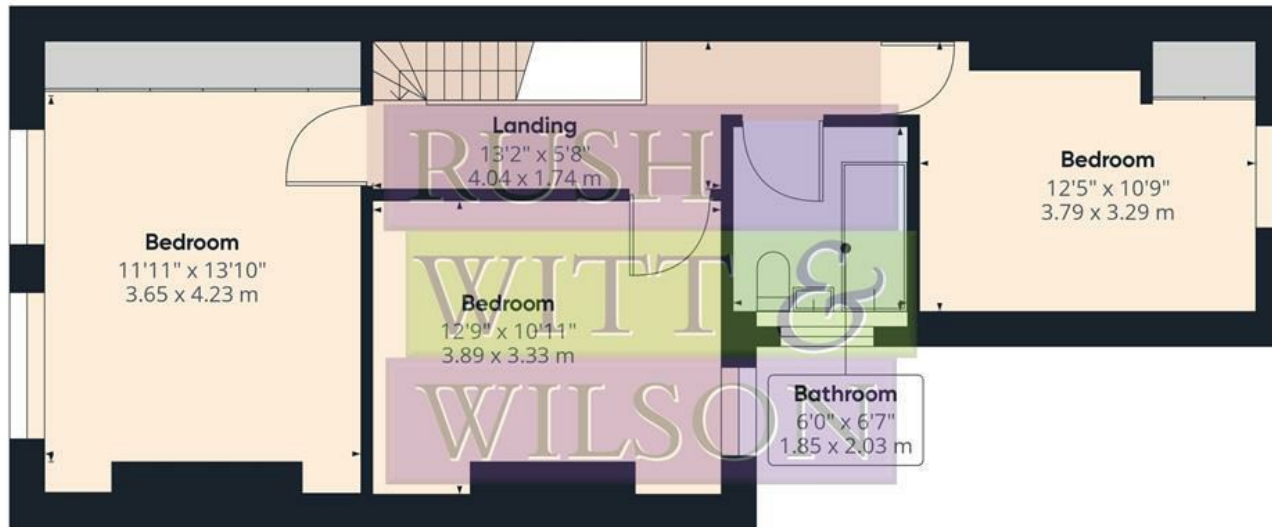 Landing
13'2" x 5'8"
4.04 x 1.74 m
Bedroom
11'11" x 13'10"
3.65 x 4.23 m
Bedroom
12'9" x 10'11"
3.89 x 3.33 m
Bedroom
12'5" x 10'9"
3.79 x 3.29 m
Bathroom
6'0" x 6'7"
1.85 x 2.03 m
RUSH
WITT &
WILSON